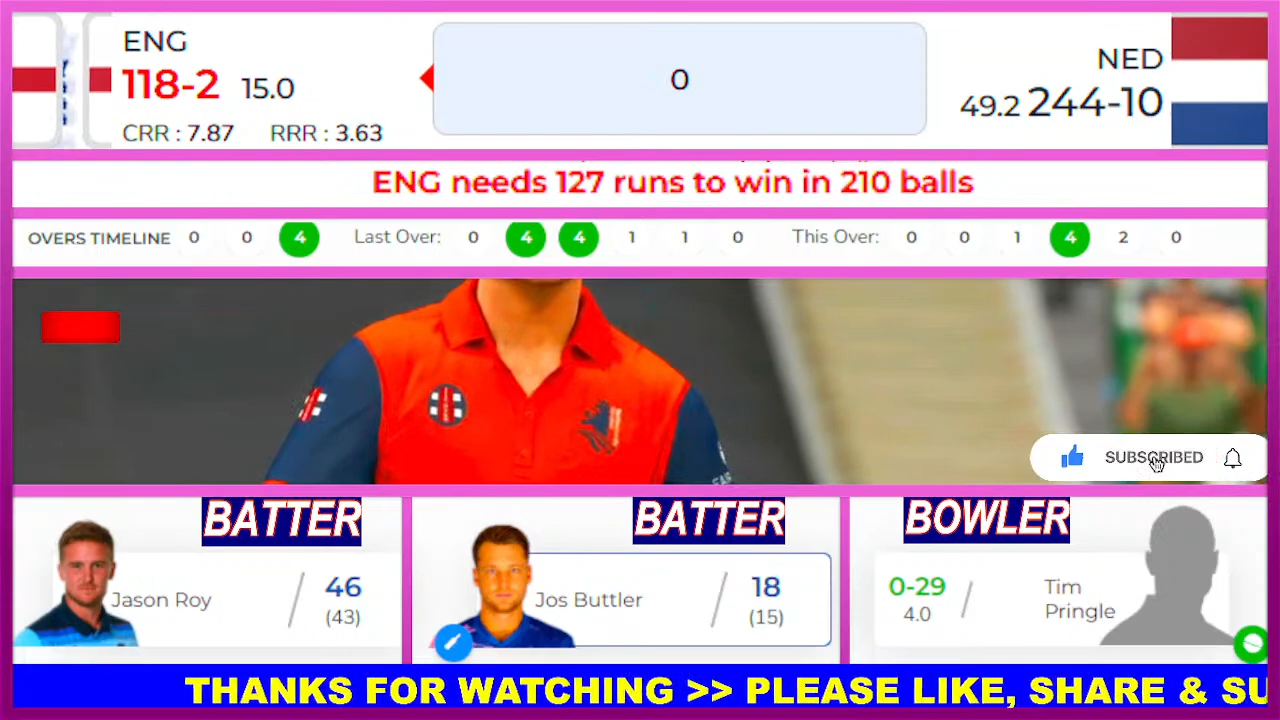 ENG
118-2 15.0
CRR : 7.87 RRR : 3.63
0
NED
49.2 244-10
ENG needs 127 runs to win in 210 balls
OVERS TIMELINE 0 0 4 Last Over: 0 4 4 1 1 0 This Over: 0 0 1 4 2 0
SUBSCRIBED
BATTER
Jason Roy
46
(43)
BATTER
Jos Buttler
18
(15)
BOWLER
0-29
4.0
Tim
Pringle
THANKS FOR WATCHING >> PLEASE LIKE, SHARE & SU